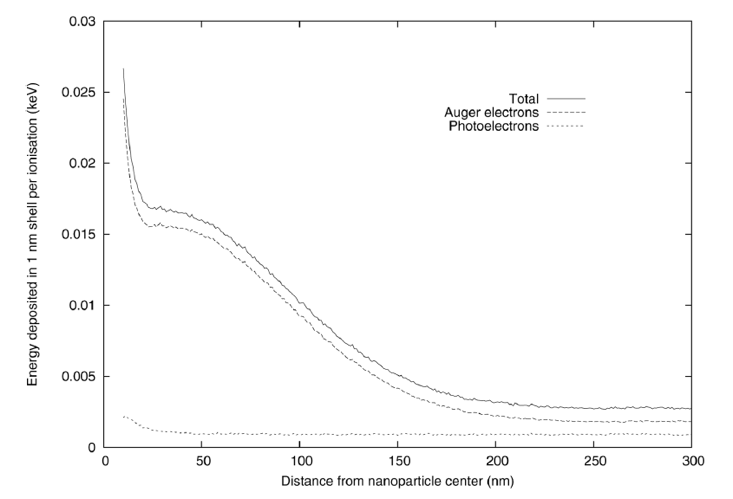 0.03
0.025
0.02
0.015
0.01
0.005
0
Energy deposited in 1 nm shell per ionisation (keV)
Total
Auger electrons
Photoelectrons
0 50 100 150 200 250 300
Distance from nanoparticle center (nm)